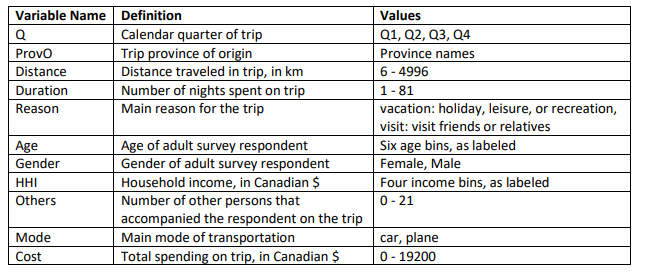 Variable Name Definition Values
Q Calendar quarter of trip Q1, Q2, Q3, Q4
ProvO Trip province of origin Province names
Distance Distance traveled in trip, in km 6 - 4996
Duration Number of nights spent on trip 1 - 81
Reason Main reason for the trip vacation: holiday, leisure, or recreation,
visit: visit friends or relatives
Age Age of adult survey respondent Six age bins, as labeled
Gender Gender of adult survey respondent Female, Male
HHI Household income, in Canadian $ Four income bins, as labeled
Others Number of other persons that 0 - 21
accompanied the respondent on the trip
Mode Main mode of transportation car, plane
Cost Total spending on trip, in Canadian $ 0 - 19200